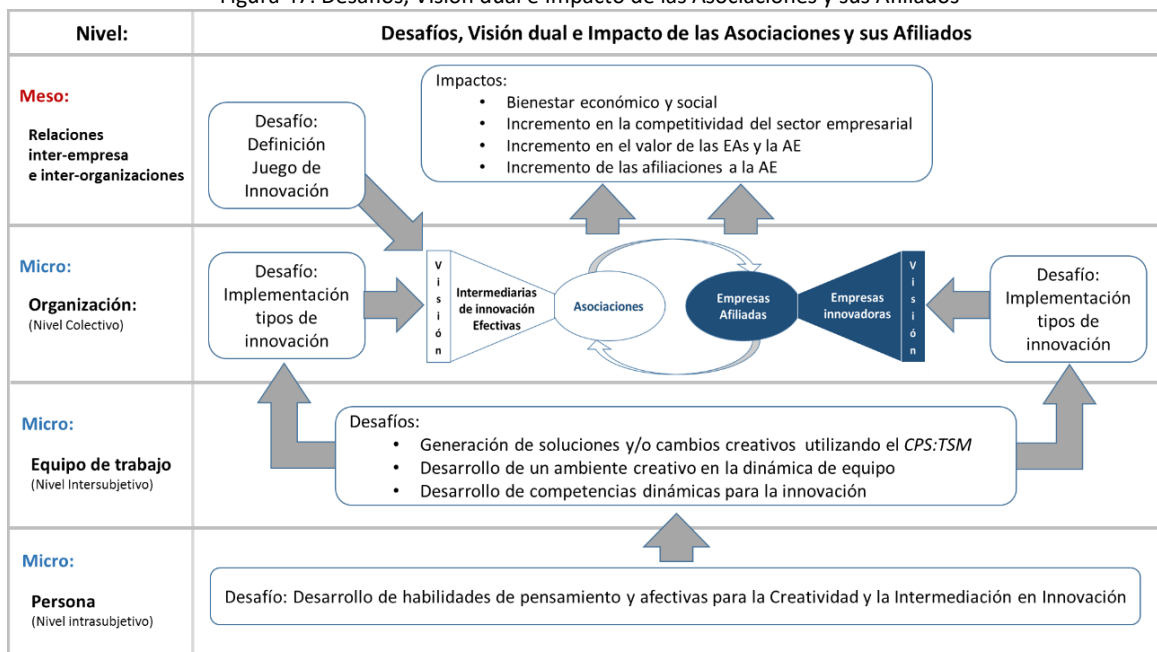 Figura 47. Desafíos, Visión dual e Impacto de las Asociaciones y sus Afiliados
Nivel:
Desafíos, Visión dual e Impacto de las Asociaciones y sus Afiliados
Meso:
Relaciones
inter-empresa
e inter-organizaciones
Desafío:
Definición
Juego de
Innovación
Impactos:
• Bienestar económico y social
• Incremento en la competitividad del sector empresarial
• Incremento en el valor de las EAs y la AE
• Incremento de las afiliaciones a la AE
Micro:
Organización:
(Nivel Colectivo)
Desafío:
Implementación
tipos de
innovación
Visión
Intermediarias
de innovación
Efectivas
Asociaciones
Empresas
Afiliadas
Empresas
innovadoras
Visión
Desafío:
Implementación
tipos de
innovación
Micro:
Equipo de trabajo
(Nivel Intersubjetivo)
Desafíos:
• Generación de soluciones y/o cambios creativos utilizando el CPS:TSM
• Desarrollo de un ambiente creativo en la dinámica de equipo
• Desarrollo de competencias dinámicas para la innovación
Micro:
Persona
(Nivel intrasubjetivo)
Desafío: Desarrollo de habilidades de pensamiento y afectivas para la Creatividad y la Intermediación en Innovación